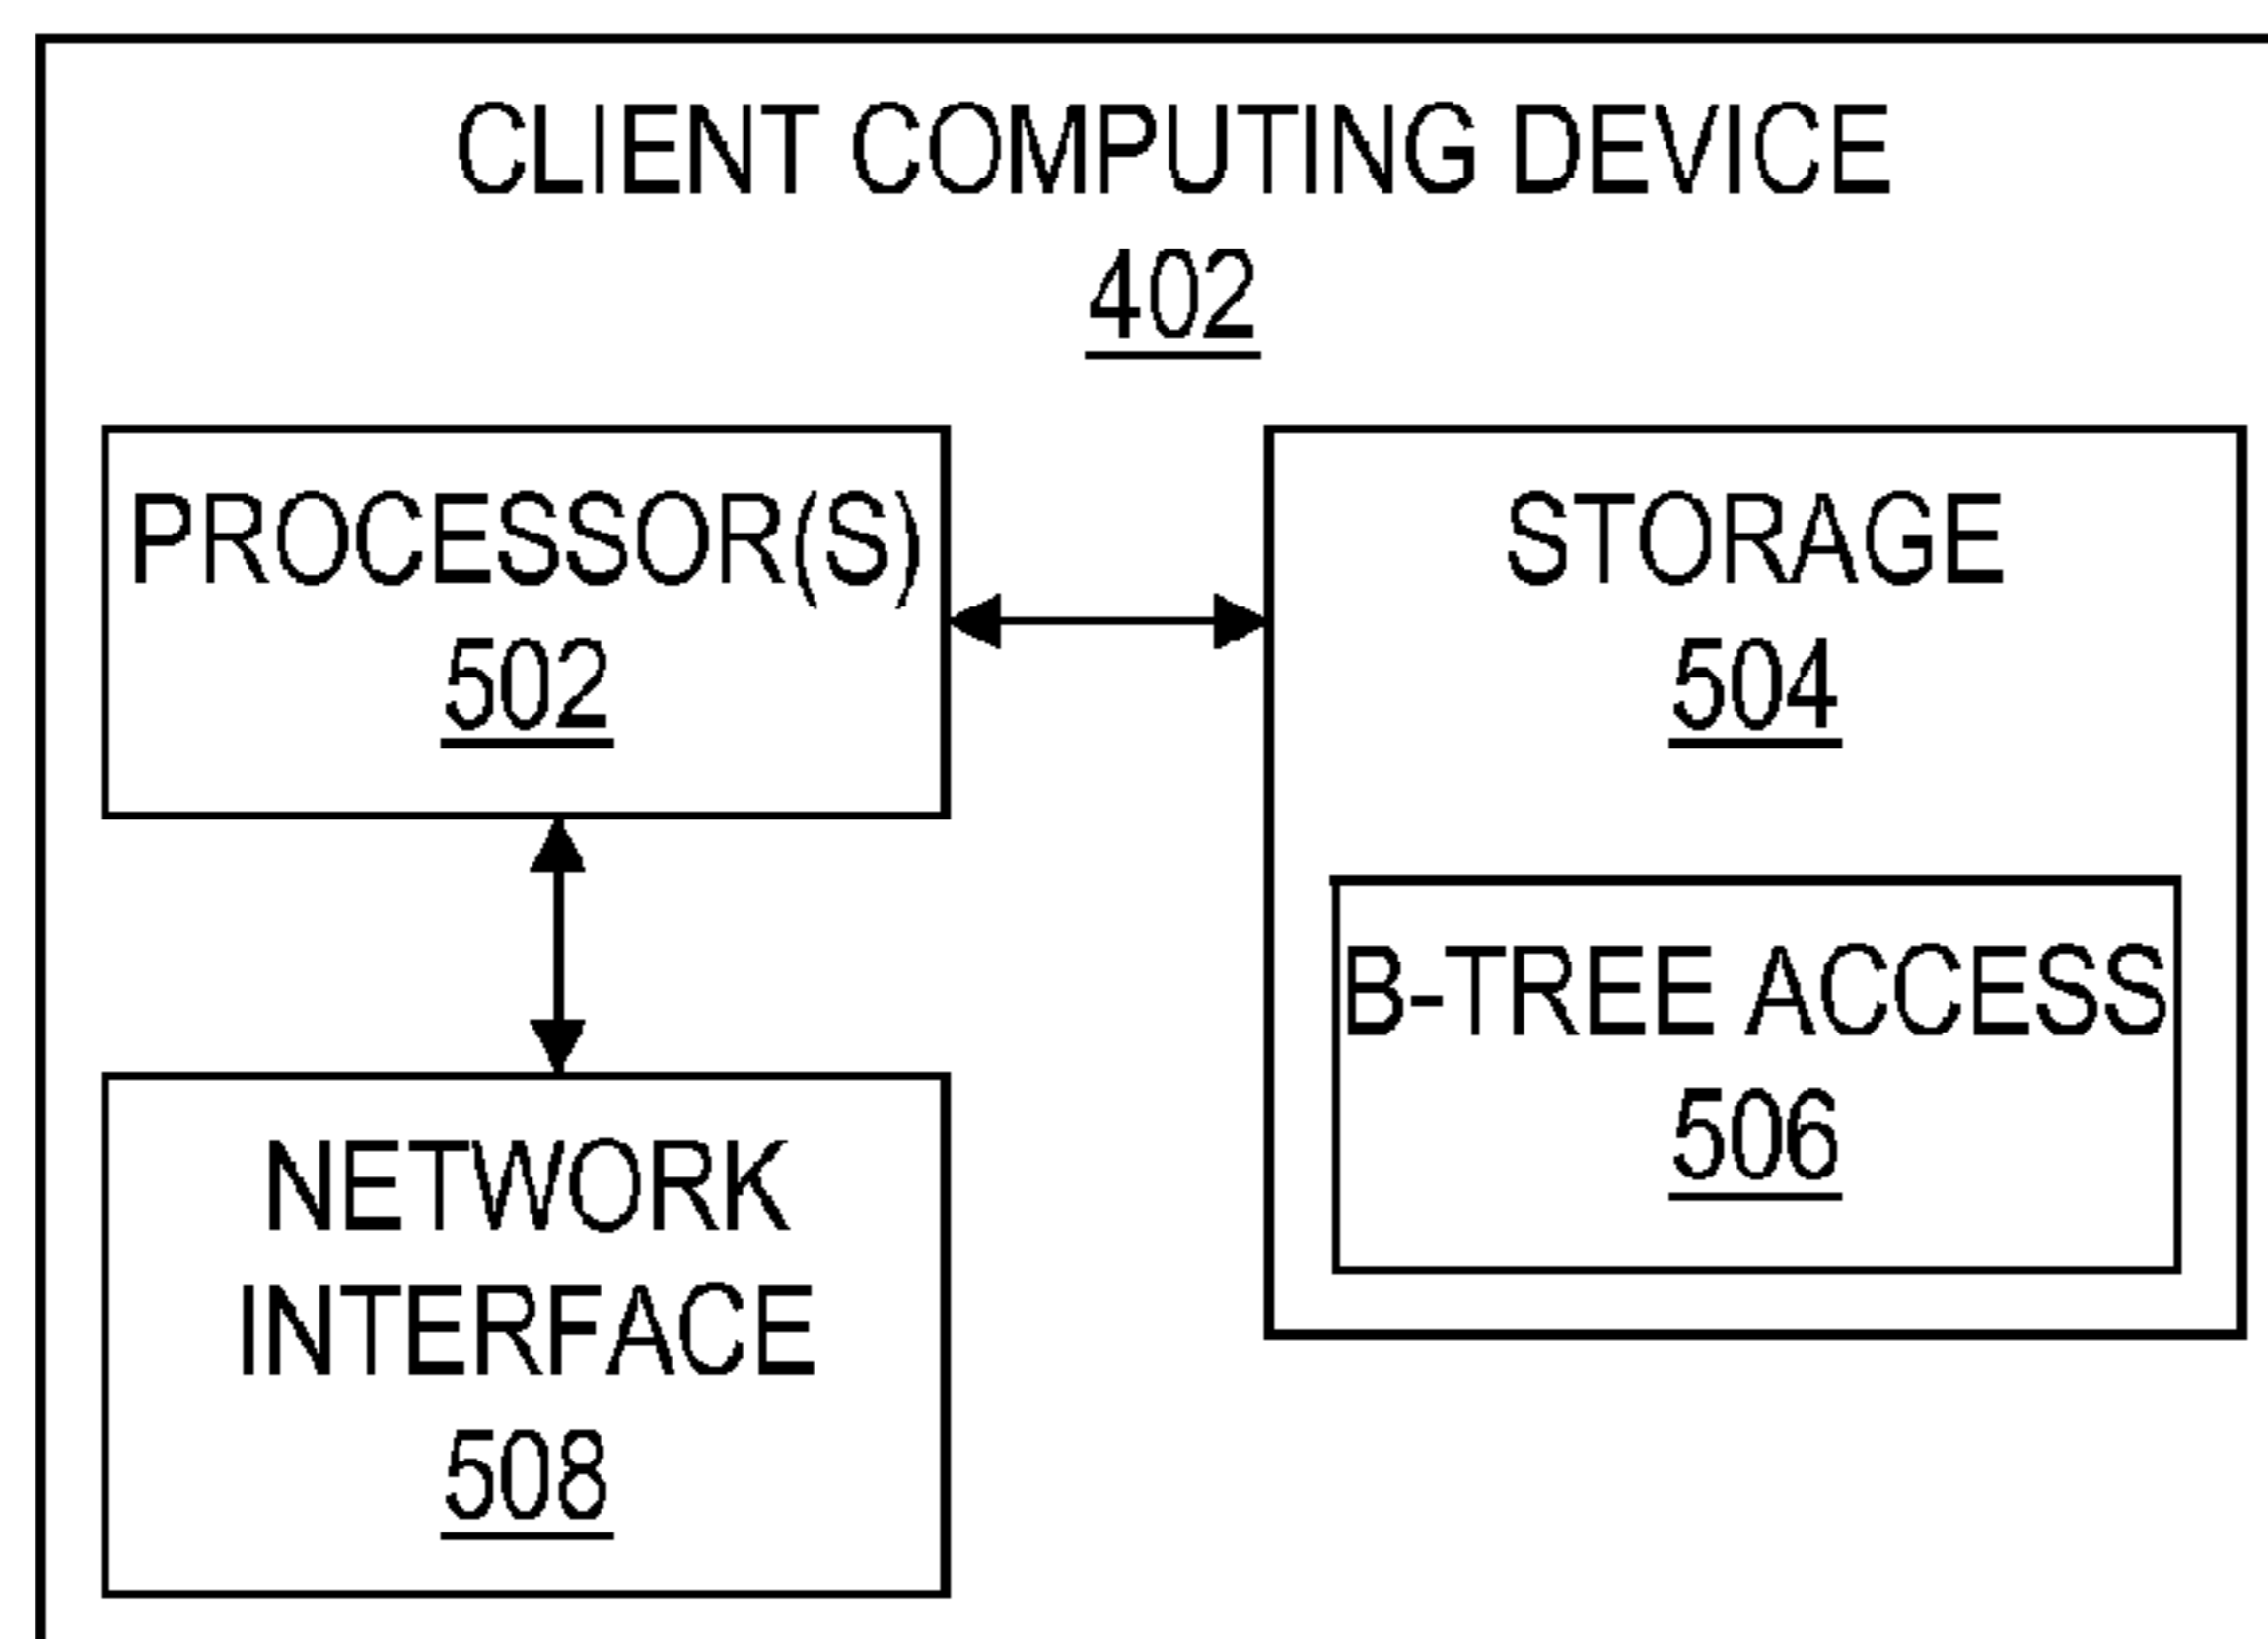 CLIENT COMPUTING DEVICE
402
PROCESSOR(S)
502
STORAGE
504
B-TREE ACCESS
506
NETWORK
INTERFACE
508